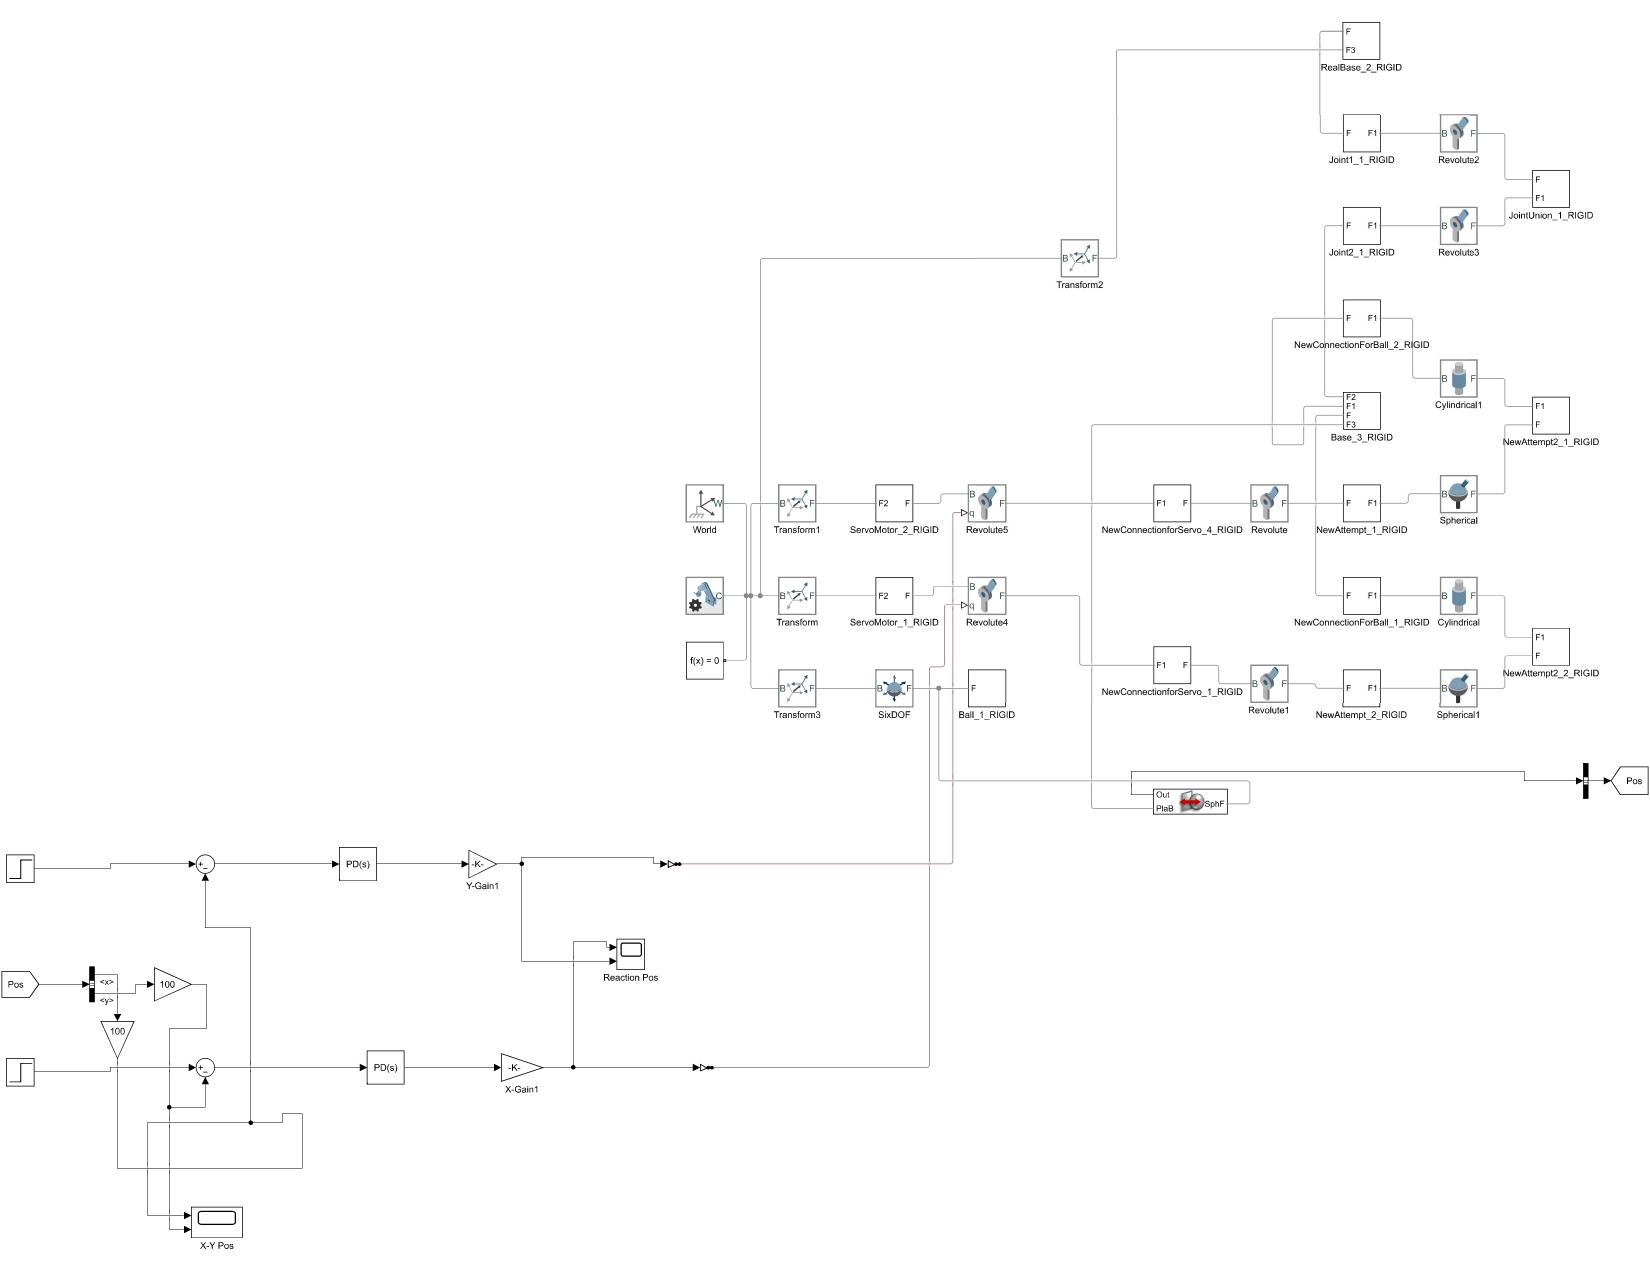 F
F3
RealBase_2_RIGID
F F1
Joint1_1_RIGID
B F
Revolute2
F
F1
JointUnion_1_RIGID
F F1
Joint2_1_RIGID
B F
Revolute3
B F
Transform2
F F1
NewConnectionForBall_2_RIGID
B F
Cylindrical1
F2
F1
F
F3
Base_3_RIGID
F1
F
NewAttempt2_1_RIGID
W
World
B F
Transform1
F2 F
ServoMotor_2_RIGID
B
F
q
Revolute5
F1 F
NewConnectionforServo_4_RIGID
B F
Revolute
F F1
NewAttempt_1_RIGID
B F
Spherical
C
B F
Transform
F2 F
ServoMotor_1_RIGID
B
F
q
Revolute4
F F1
NewConnectionForBall_1_RIGID
B F
Cylindrical
F1
F
NewAttempt2_2_RIGID
f(x) = 0
B F
Transform3
B F
SixDOF
F
Ball_1_RIGID
F1 F
NewConnectionforServo_1_RIGID
B F
Revolute1
F F1
NewAttempt_2_RIGID
B F
Spherical1
Out
PlaB
SphF
Pos
+
-
PD(s)
-K-
Y-Gain1
Reaction Pos
Pos
<x>
<y>
100
100
+
-
PD(s)
-K-
X-Gain1
X-Y Pos